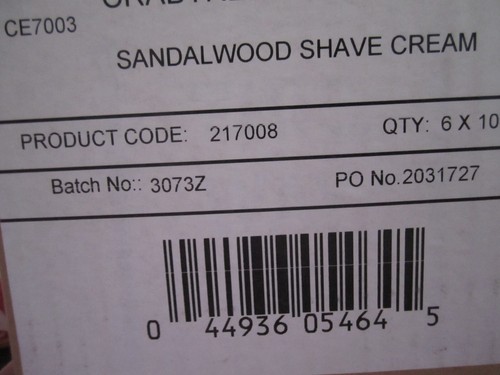 CE7003
SANDALWOOD SHAVE CREAM
PRODUCT CODE: 217008 QTY: 6 X 10
Batch No:: 3073Z PO No.2031727
0 44936 05464 5